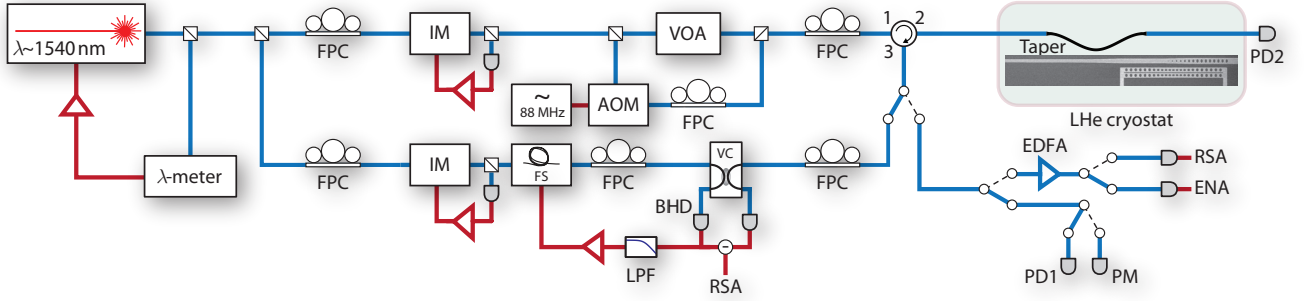 λ~1540 nm
FPC
IM
VOA
FPC
1
2
3
Taper
PD2
~
88 MHz
AOM
FPC
LHe cryostat
λ-meter
FPC
IM
FS
FPC
VC
FPC
EDFA
RSA
ENA
BHD
LPF
RSA
PD1
PM